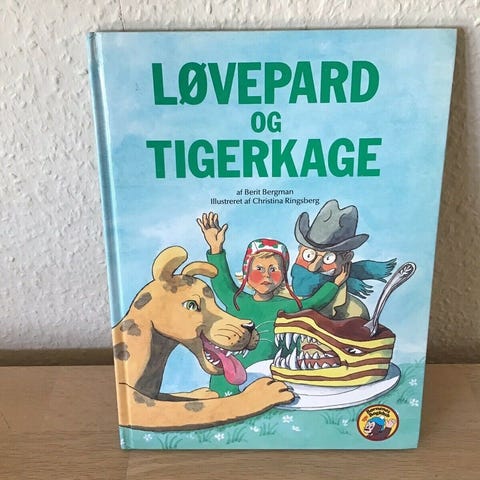 LØVEPARD
OG
TIGERKAGE
af Berit Bergman
Illustreret af Christina Ringsberg